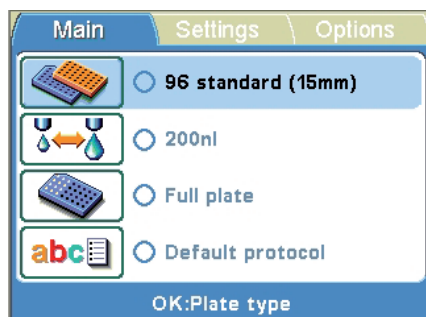 Main Settings Options
96 standard (15mm)
200nl
Full plate
abc Default protocol
OK:Plate type